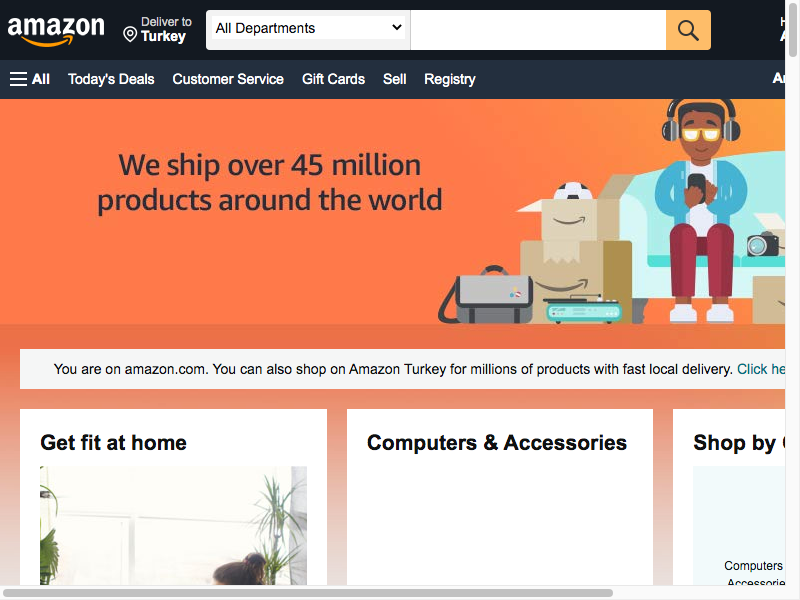 amazon
Deliver to
Turkey
All Departments
All
Today's Deals
Customer Service
Gift Cards
Sell
Registry
We ship over 45 million
products around the world
You are on amazon.com. You can also shop on Amazon Turkey for millions of products with fast local delivery. Click
Get fit at home
Computers & Accessories
Shop by
Computers
Accessories